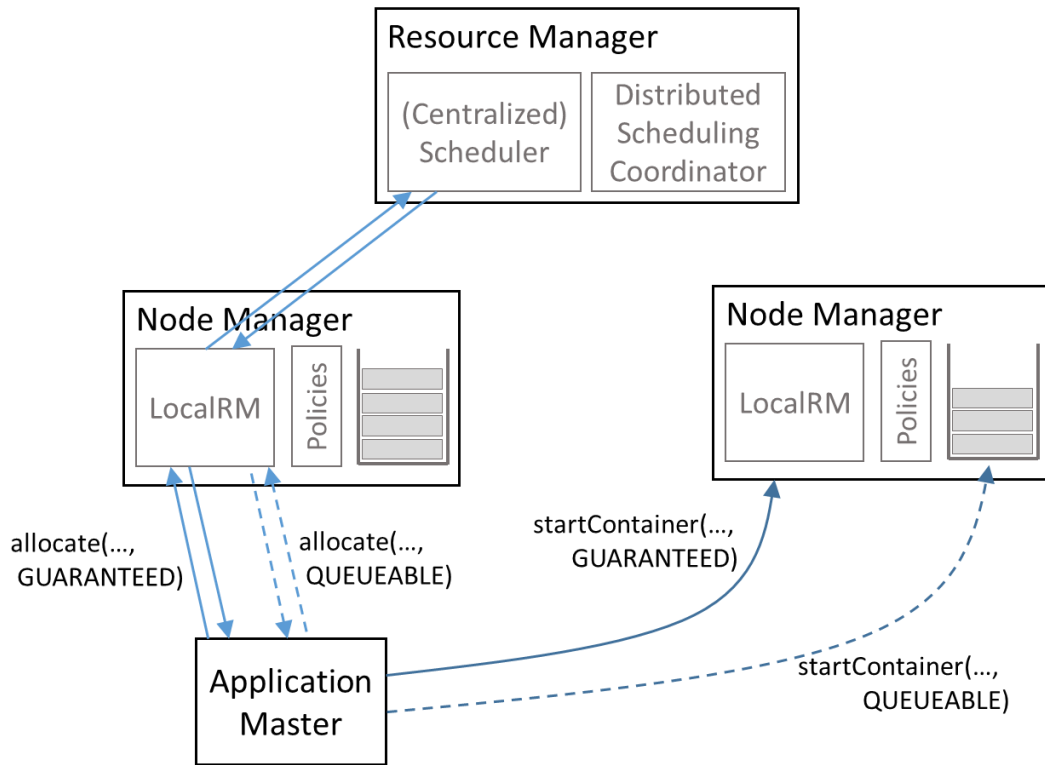 Resource Manager
(Centralized)
Scheduler
Distributed
Scheduling
Coordinator
Node Manager
LocalRM
Policies
Node Manager
LocalRM
Policies
allocate(...,
GUARANTEED)
allocate(...,
QUEUEABLE)
startContainer(...,
GUARANTEED)
startContainer(...,
QUEUEABLE)
Application
Master